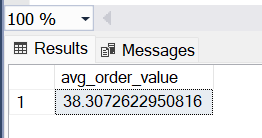 100 %
Results Messages
avg_order_value
1 38.3072622950816